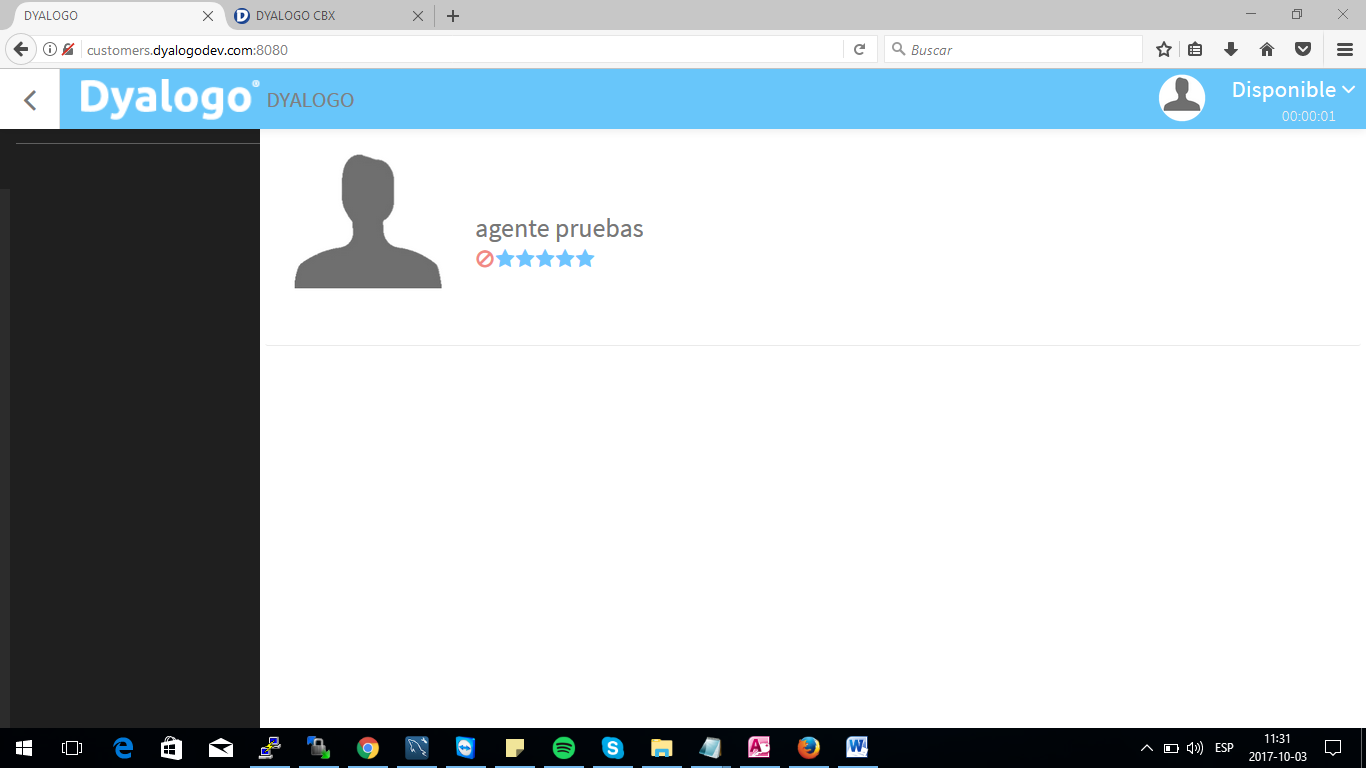 DYALOGO
DYALOGO CBX
customers.dyalogodev.com:8080
Buscar
Dyalogo®
DYALOGO
Disponible
00:00:01
agente pruebas
ESP
11:31
2017-10-03